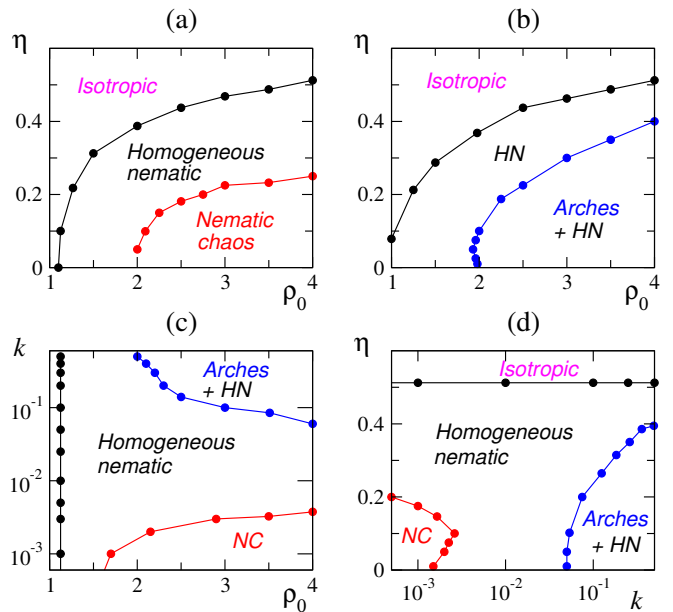 (a)
η
0.4
0.2
0
1
2
3
4
ρ0
Isotropic
Homogeneous
nematic
Nematic
chaos
(b)
η
0.4
0.2
0
1
2
3
4
ρ0
Isotropic
HN
Arches
+ HN
(c)
k
10^-1
10^-2
10^-3
1
2
3
4
ρ0
Arches
+ HN
Homogeneous
nematic
NC
(d)
η
0.4
0.2
0
10^-3
10^-2
10^-1
k
Isotropic
Homogeneous
nematic
NC
Arches
+ HN